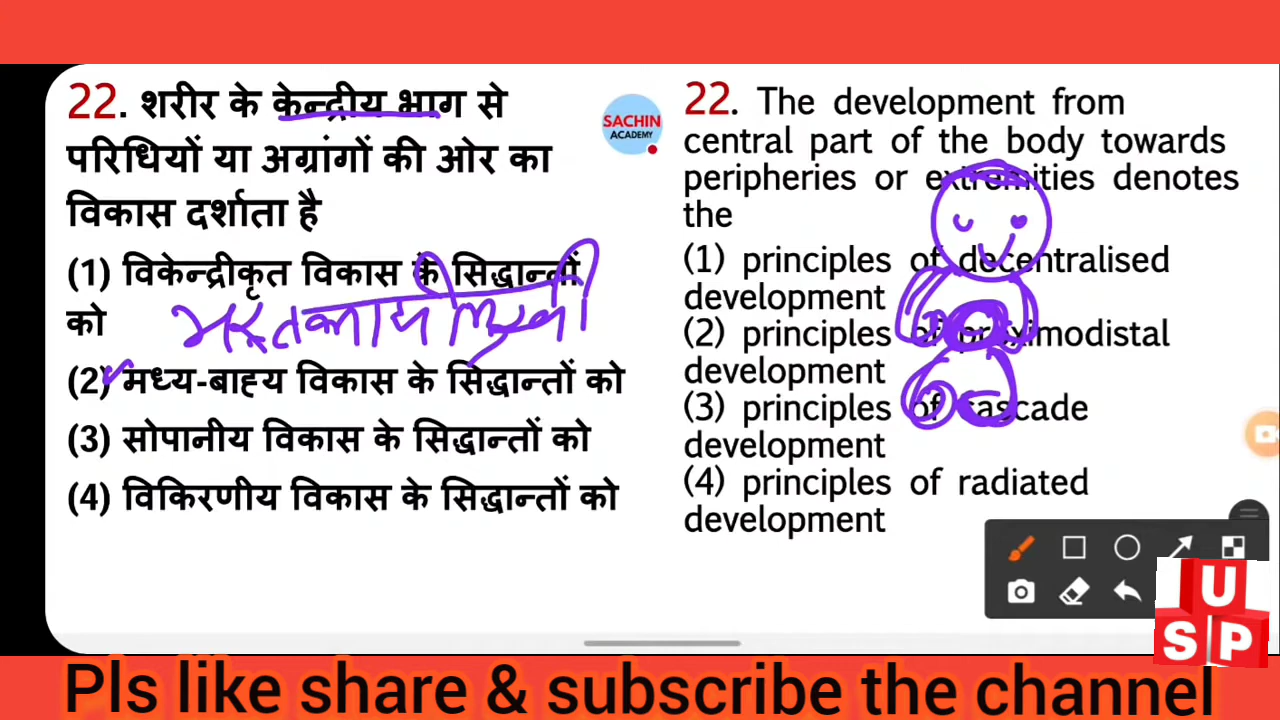 22. शरीर के केन्द्रीय भाग से
परिधियों या अग्रांगों की ओर का
विकास दर्शाता है
(1) विकेन्द्रीकृत विकास के सिद्धान्तों
को
(2) मध्य-बाह्य विकास के सिद्धान्तों को
(3) सोपानीय विकास के सिद्धान्तों को
(4) विकिरणीय विकास के सिद्धान्तों को
SACHIN
ACADEMY
22. The development from
central part of the body towards
peripheries or extremities denotes
the
(1) principles of decentralised
development
(2) principles of proximodistal
development
(3) principles of cascade
development
(4) principles of radiated
development
U
S P
Pls like share & subscribe the channel